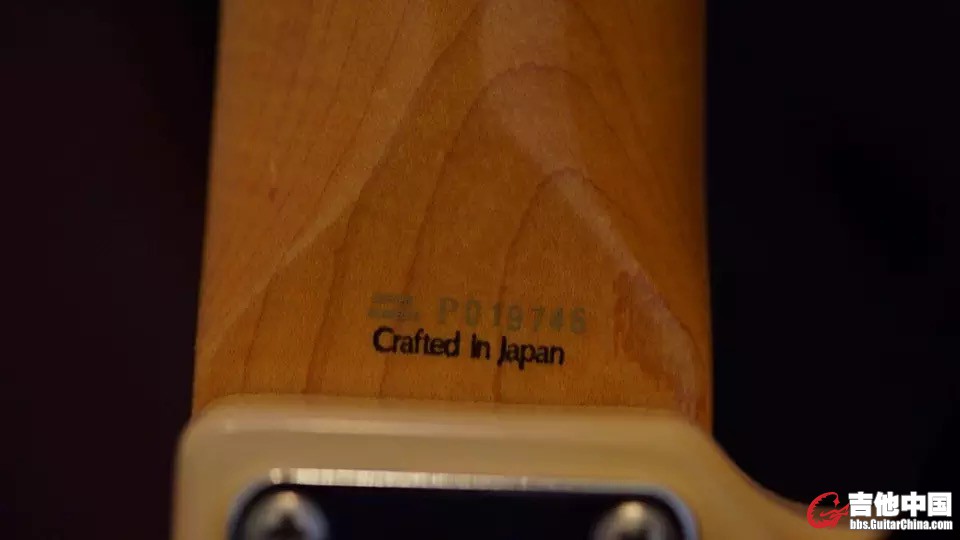 P019746
Crafted in Japan
吉他中国
bbs.GuitarChina.com